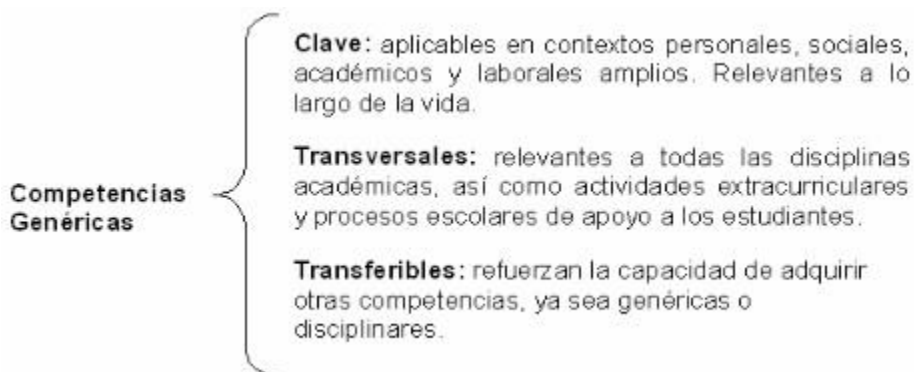 Clave: aplicables en contextos personales, sociales,
académicos y laborales amplios. Relevantes a lo
largo de la vida.
Transversales: relevantes a todas las disciplinas
académicas, así como actividades extracurriculares
y procesos escolares de apoyo a los estudiantes.
Competencias
Genéricas
Transferibles: refuerzan la capacidad de adquirir
otras competencias, ya sea genéricas o
disciplinares.